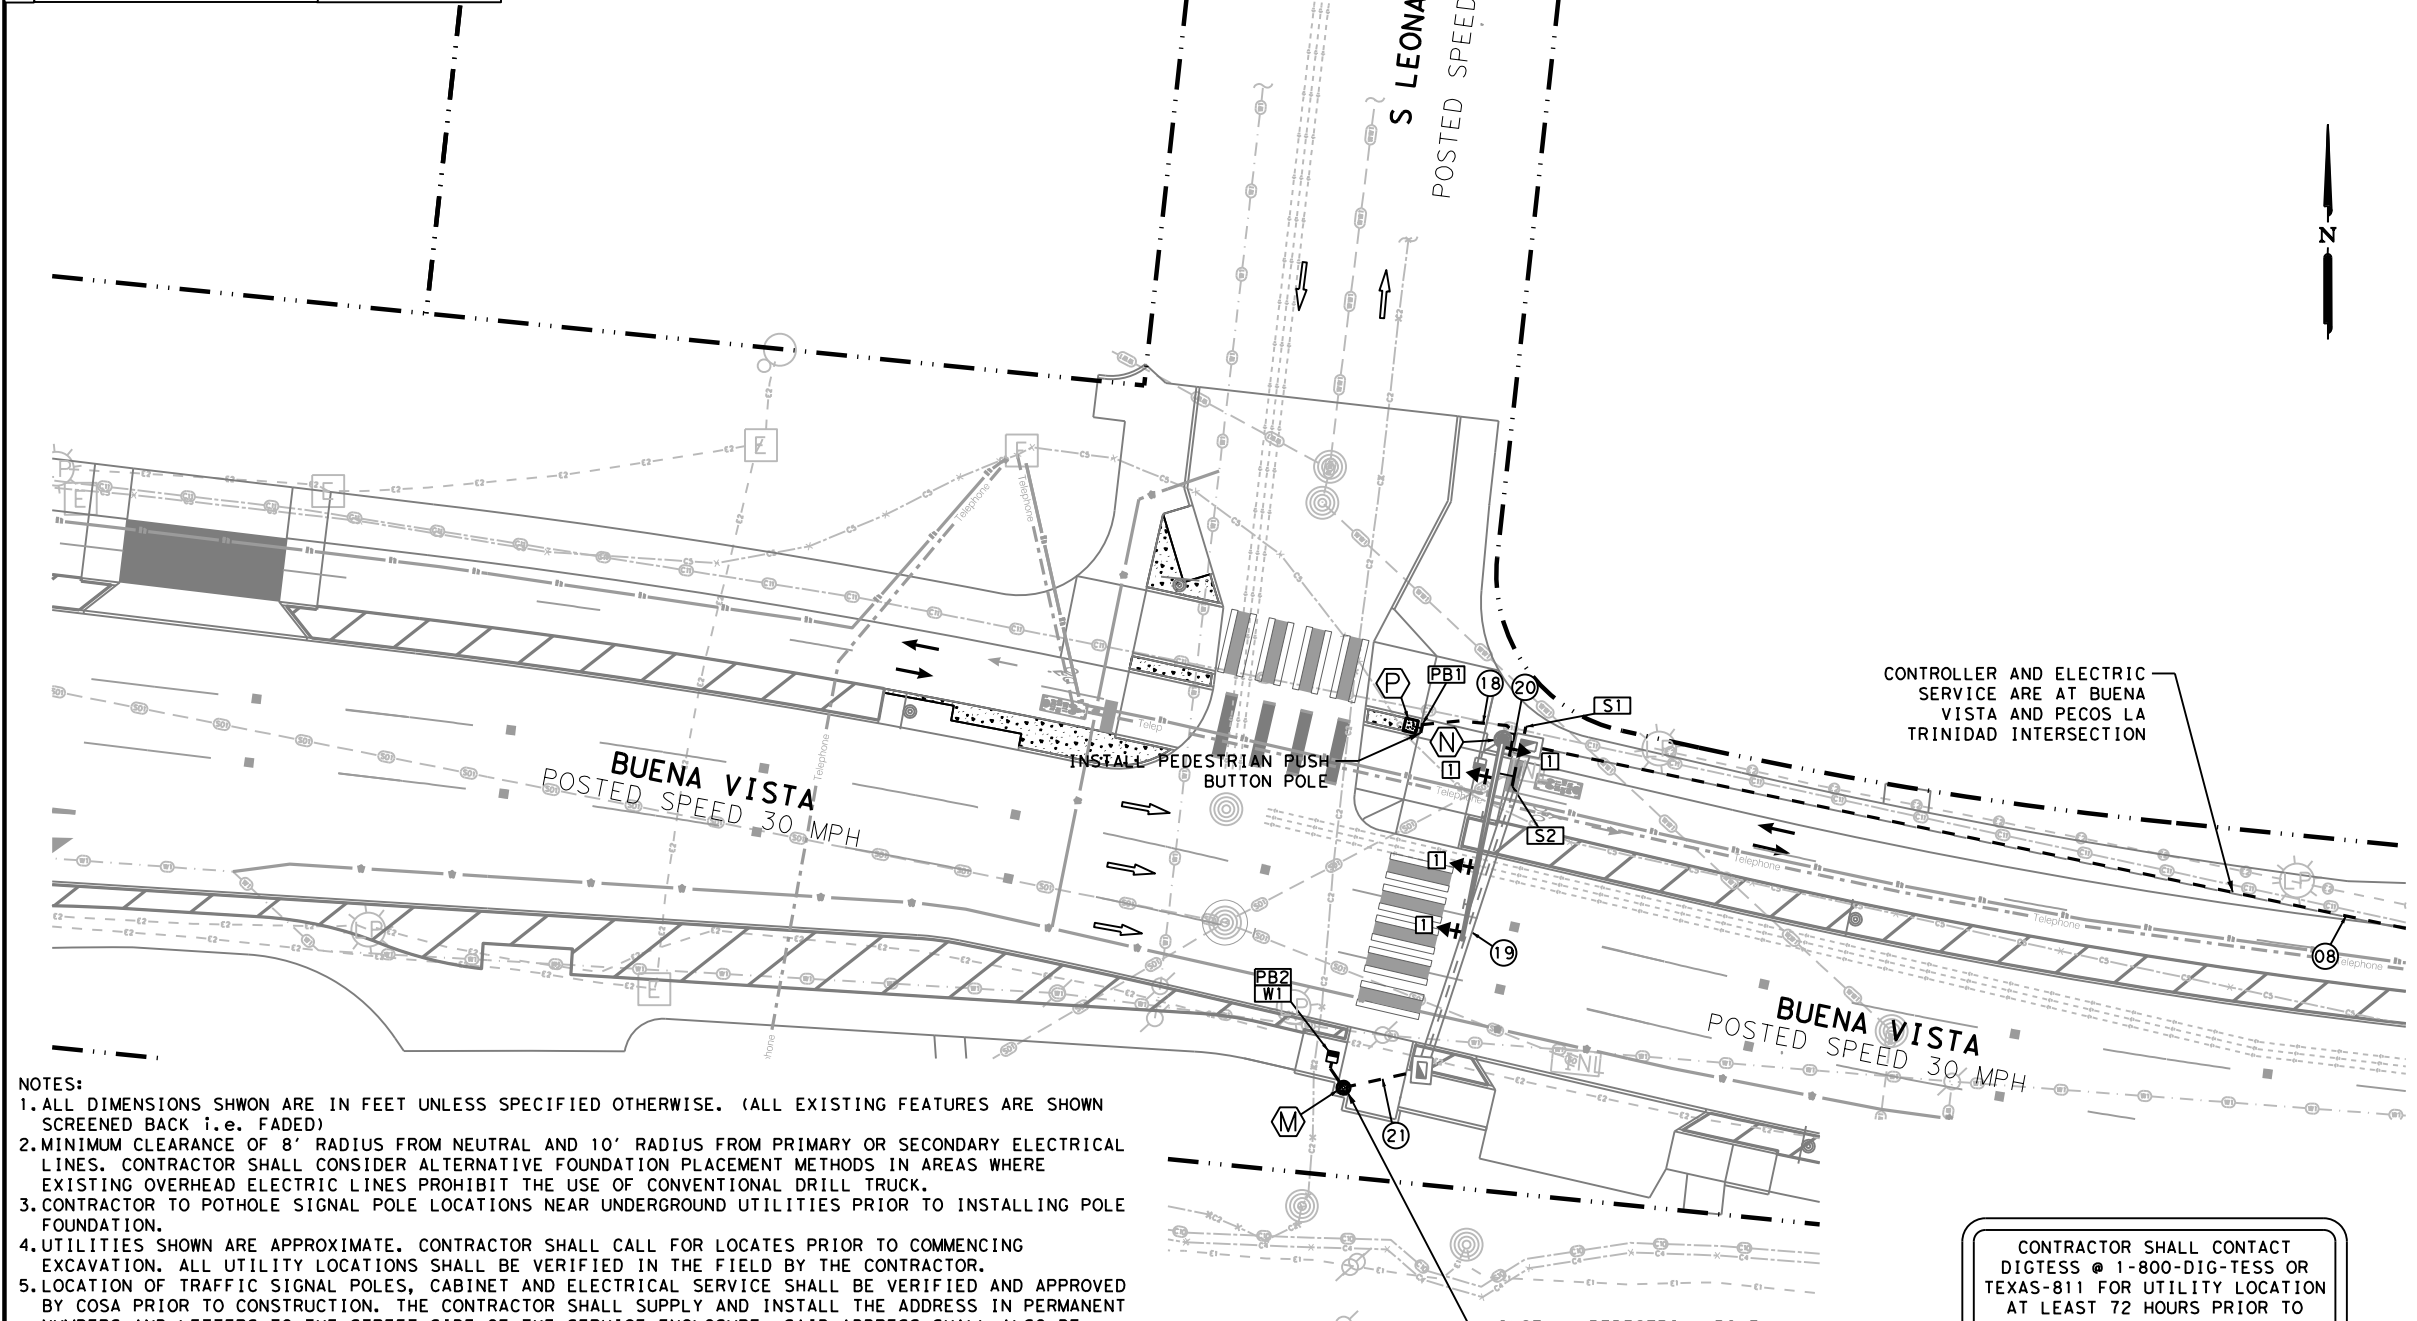 S LEONA
POSTED SPEED
N
CONTROLLER AND ELECTRIC
SERVICE ARE AT BUENA
VISTA AND PECOS LA
TRINIDAD INTERSECTION
P
PB1
18
20
S1
N
1
1
INSTALL PEDESTRIAN PUSH
BUTTON POLE
S2
1
1
19
08
BUENA VISTA
POSTED SPEED 30 MPH
BUENA VISTA
POSTED SPEED 30 MPH
PB2
W1
M
21
Telephone
Telephone
Telephone
Telep
Telephone
Telephone
Telephone
elephone
hone
NOTES:
1. ALL DIMENSIONS SHWON ARE IN FEET UNLESS SPECIFIED OTHERWISE. (ALL EXISTING FEATURES ARE SHOWN
SCREENED BACK i.e. FADED)
2. MINIMUM CLEARANCE OF 8' RADIUS FROM NEUTRAL AND 10' RADIUS FROM PRIMARY OR SECONDARY ELECTRICAL
LINES. CONTRACTOR SHALL CONSIDER ALTERNATIVE FOUNDATION PLACEMENT METHODS IN AREAS WHERE
EXISTING OVERHEAD ELECTRIC LINES PROHIBIT THE USE OF CONVENTIONAL DRILL TRUCK.
3. CONTRACTOR TO POTHOLE SIGNAL POLE LOCATIONS NEAR UNDERGROUND UTILITIES PRIOR TO INSTALLING POLE
FOUNDATION.
4. UTILITIES SHOWN ARE APPROXIMATE. CONTRACTOR SHALL CALL FOR LOCATES PRIOR TO COMMENCING
EXCAVATION. ALL UTILITY LOCATIONS SHALL BE VERIFIED IN THE FIELD BY THE CONTRACTOR.
5. LOCATION OF TRAFFIC SIGNAL POLES, CABINET AND ELECTRICAL SERVICE SHALL BE VERIFIED AND APPROVED
BY COSA PRIOR TO CONSTRUCTION. THE CONTRACTOR SHALL SUPPLY AND INSTALL THE ADDRESS IN PERMANENT
CONTRACTOR SHALL CONTACT
DIGTESS @ 1-800-DIG-TESS OR
TEXAS-811 FOR UTILITY LOCATION
AT LEAST 72 HOURS PRIOR TO